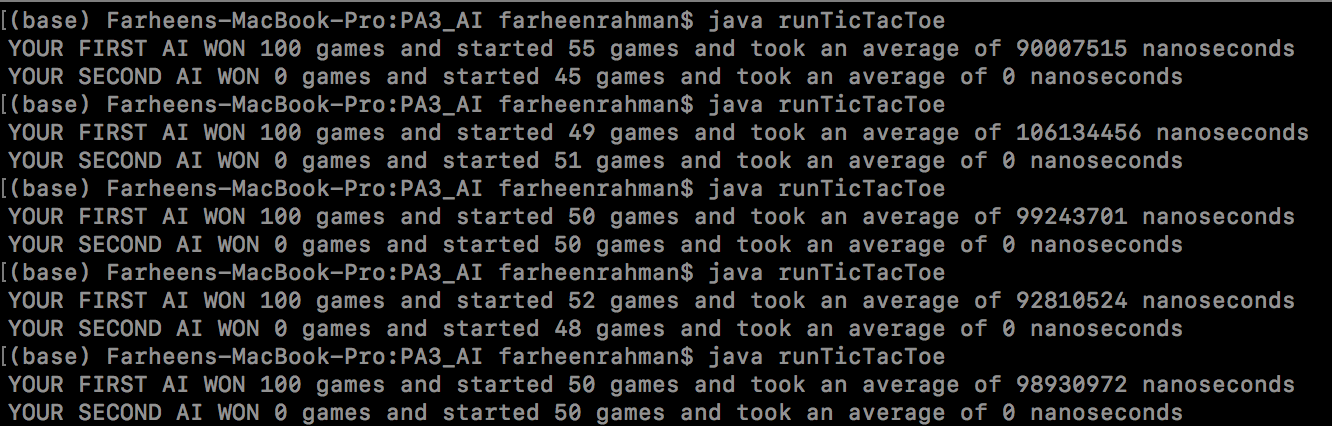 [(base) Farheens-MacBook-Pro:PA3_AI farheenrahman$ java runTicTacToe
YOUR FIRST AI WON 100 games and started 55 games and took an average of 90007515 nanoseconds
YOUR SECOND AI WON 0 games and started 45 games and took an average of 0 nanoseconds
[(base) Farheens-MacBook-Pro:PA3_AI farheenrahman$ java runTicTacToe
YOUR FIRST AI WON 100 games and started 49 games and took an average of 106134456 nanoseconds
YOUR SECOND AI WON 0 games and started 51 games and took an average of 0 nanoseconds
[(base) Farheens-MacBook-Pro:PA3_AI farheenrahman$ java runTicTacToe
YOUR FIRST AI WON 100 games and started 50 games and took an average of 99243701 nanoseconds
YOUR SECOND AI WON 0 games and started 50 games and took an average of 0 nanoseconds
[(base) Farheens-MacBook-Pro:PA3_AI farheenrahman$ java runTicTacToe
YOUR FIRST AI WON 100 games and started 52 games and took an average of 92810524 nanoseconds
YOUR SECOND AI WON 0 games and started 48 games and took an average of 0 nanoseconds
[(base) Farheens-MacBook-Pro:PA3_AI farheenrahman$ java runTicTacToe
YOUR FIRST AI WON 100 games and started 50 games and took an average of 98930972 nanoseconds
YOUR SECOND AI WON 0 games and started 50 games and took an average of 0 nanoseconds